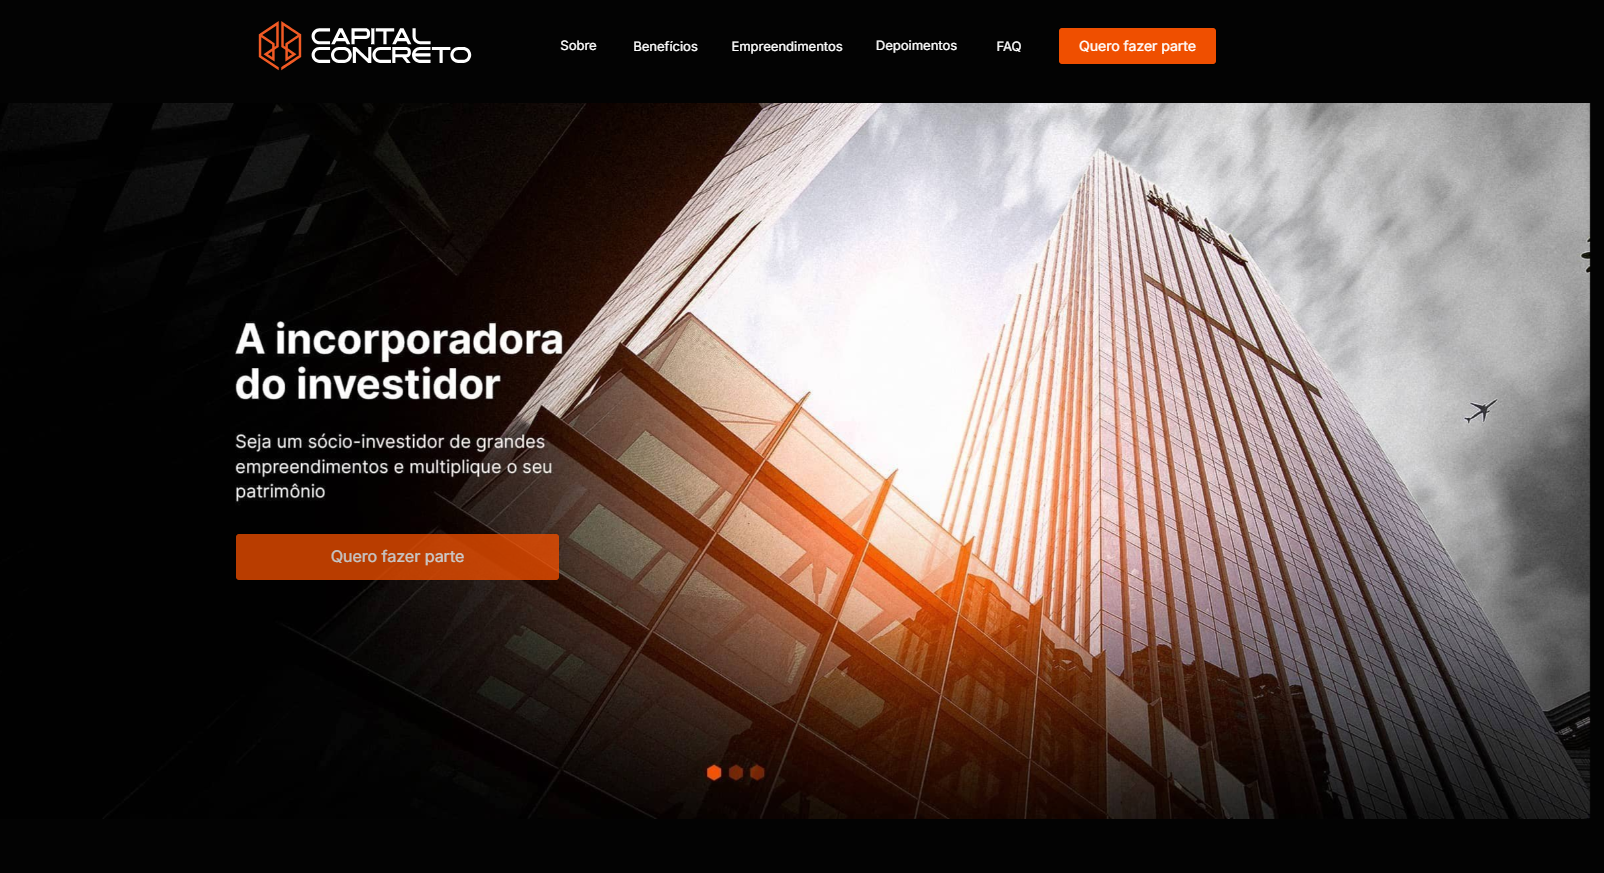 CAPITAL
CONCRETO
Sobre
Benefícios
Empreendimentos
Depoimentos
FAQ
Quero fazer parte
A incorporadora
do investidor
Seja um sócio-investidor de grandes
empreendimentos e multiplique o seu
patrimônio
Quero fazer parte